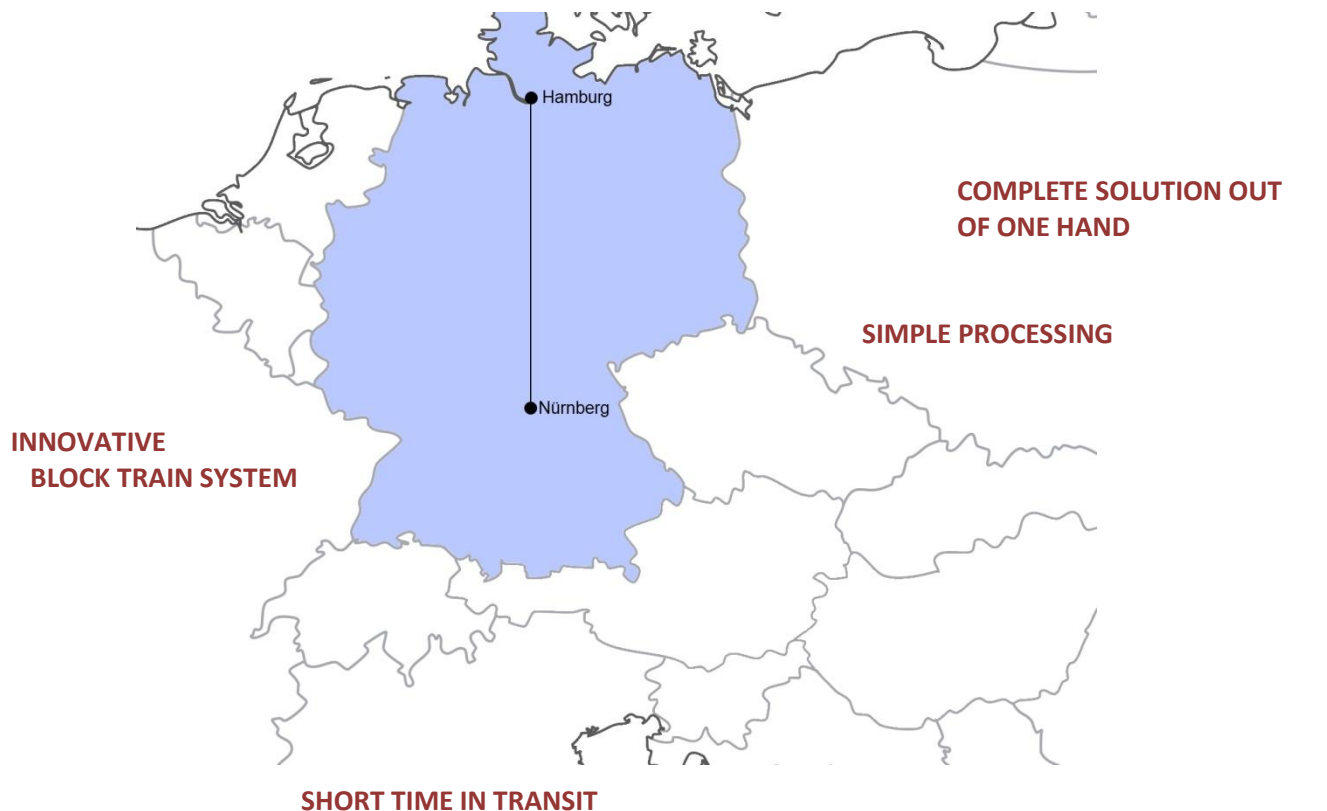 Hamburg
COMPLETE SOLUTION OUT
OF ONE HAND
SIMPLE PROCESSING
Nürnberg
INNOVATIVE
BLOCK TRAIN SYSTEM
SHORT TIME IN TRANSIT